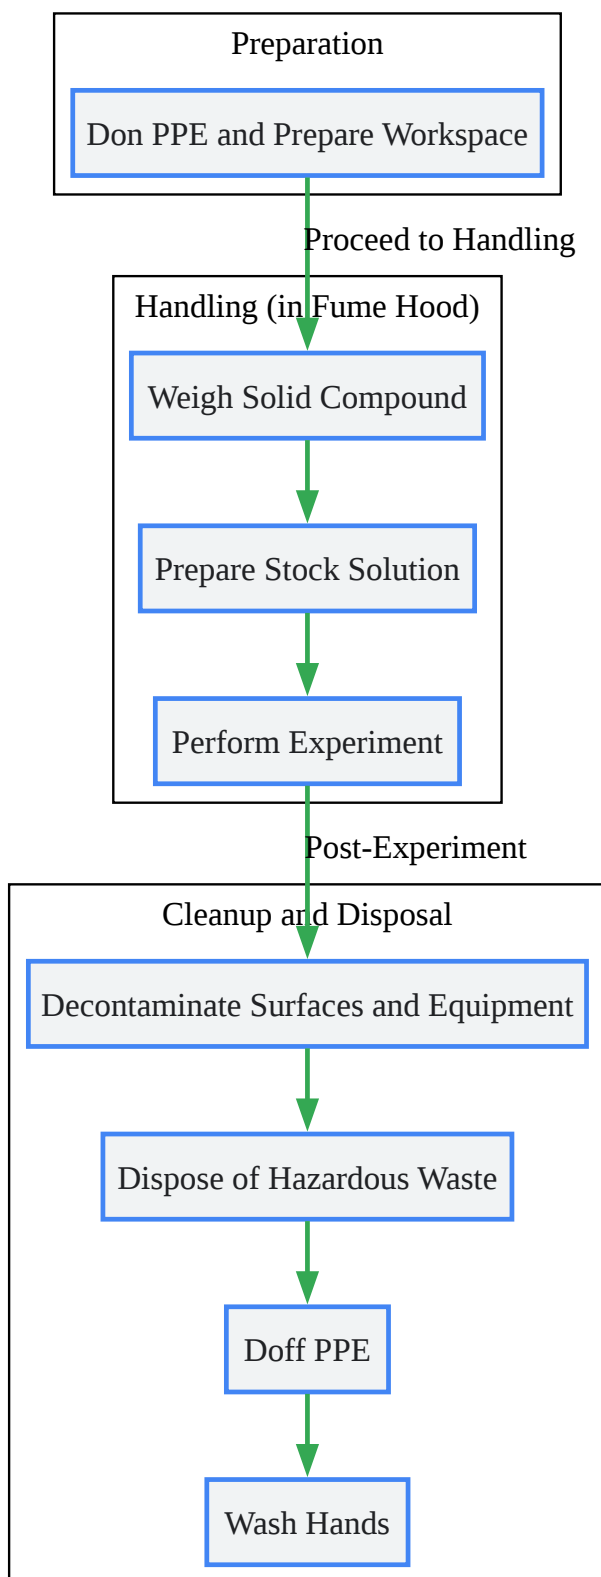 Preparation
Don PPE and Prepare Workspace
Proceed to Handling
Handling (in Fume Hood)
Weigh Solid Compound
Prepare Stock Solution
Perform Experiment
Post-Experiment
Cleanup and Disposal
Decontaminate Surfaces and Equipment
Dispose of Hazardous Waste
Doff PPE
Wash Hands